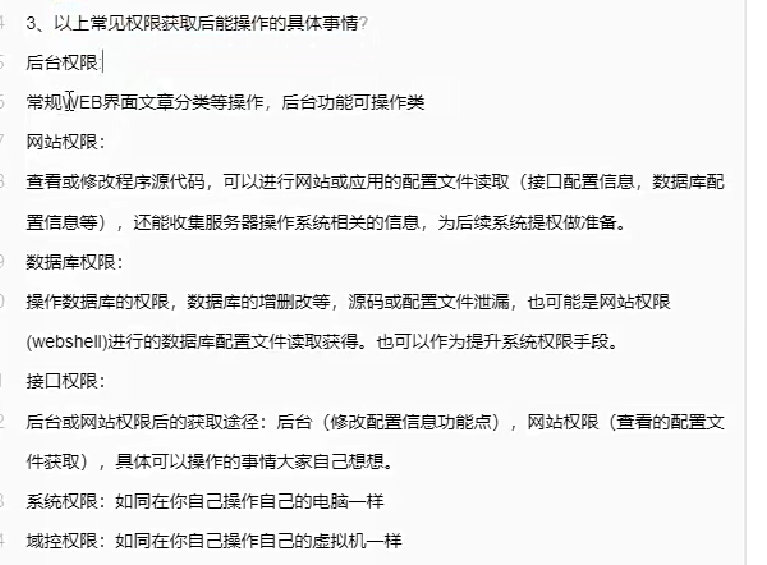 3、以上常见权限获取后能操作的具体事情?
后台权限:
常规WEB界面文章分类等操作，后台功能可操作类
网站权限：
查看或修改程序源代码，可以进行网站或应用的配置文件读取（接口配置信息，数据库配
置信息等），还能收集服务器操作系统相关的信息，为后续系统提权做准备。
数据库权限：
操作数据库的权限，数据库的增删改等，源码或配置文件泄漏，也可能是网站权限
(webshell)进行的数据库配置文件读取获得。也可以作为提升系统权限手段。
接口权限：
后台或网站权限后的获取途径：后台（修改配置信息功能点），网站权限（查看的配置文
件获取），具体可以操作的事情大家自己想想。
系统权限：如同在你自己操作自己的电脑一样
域控权限：如同在你自己操作自己的虚拟机一样